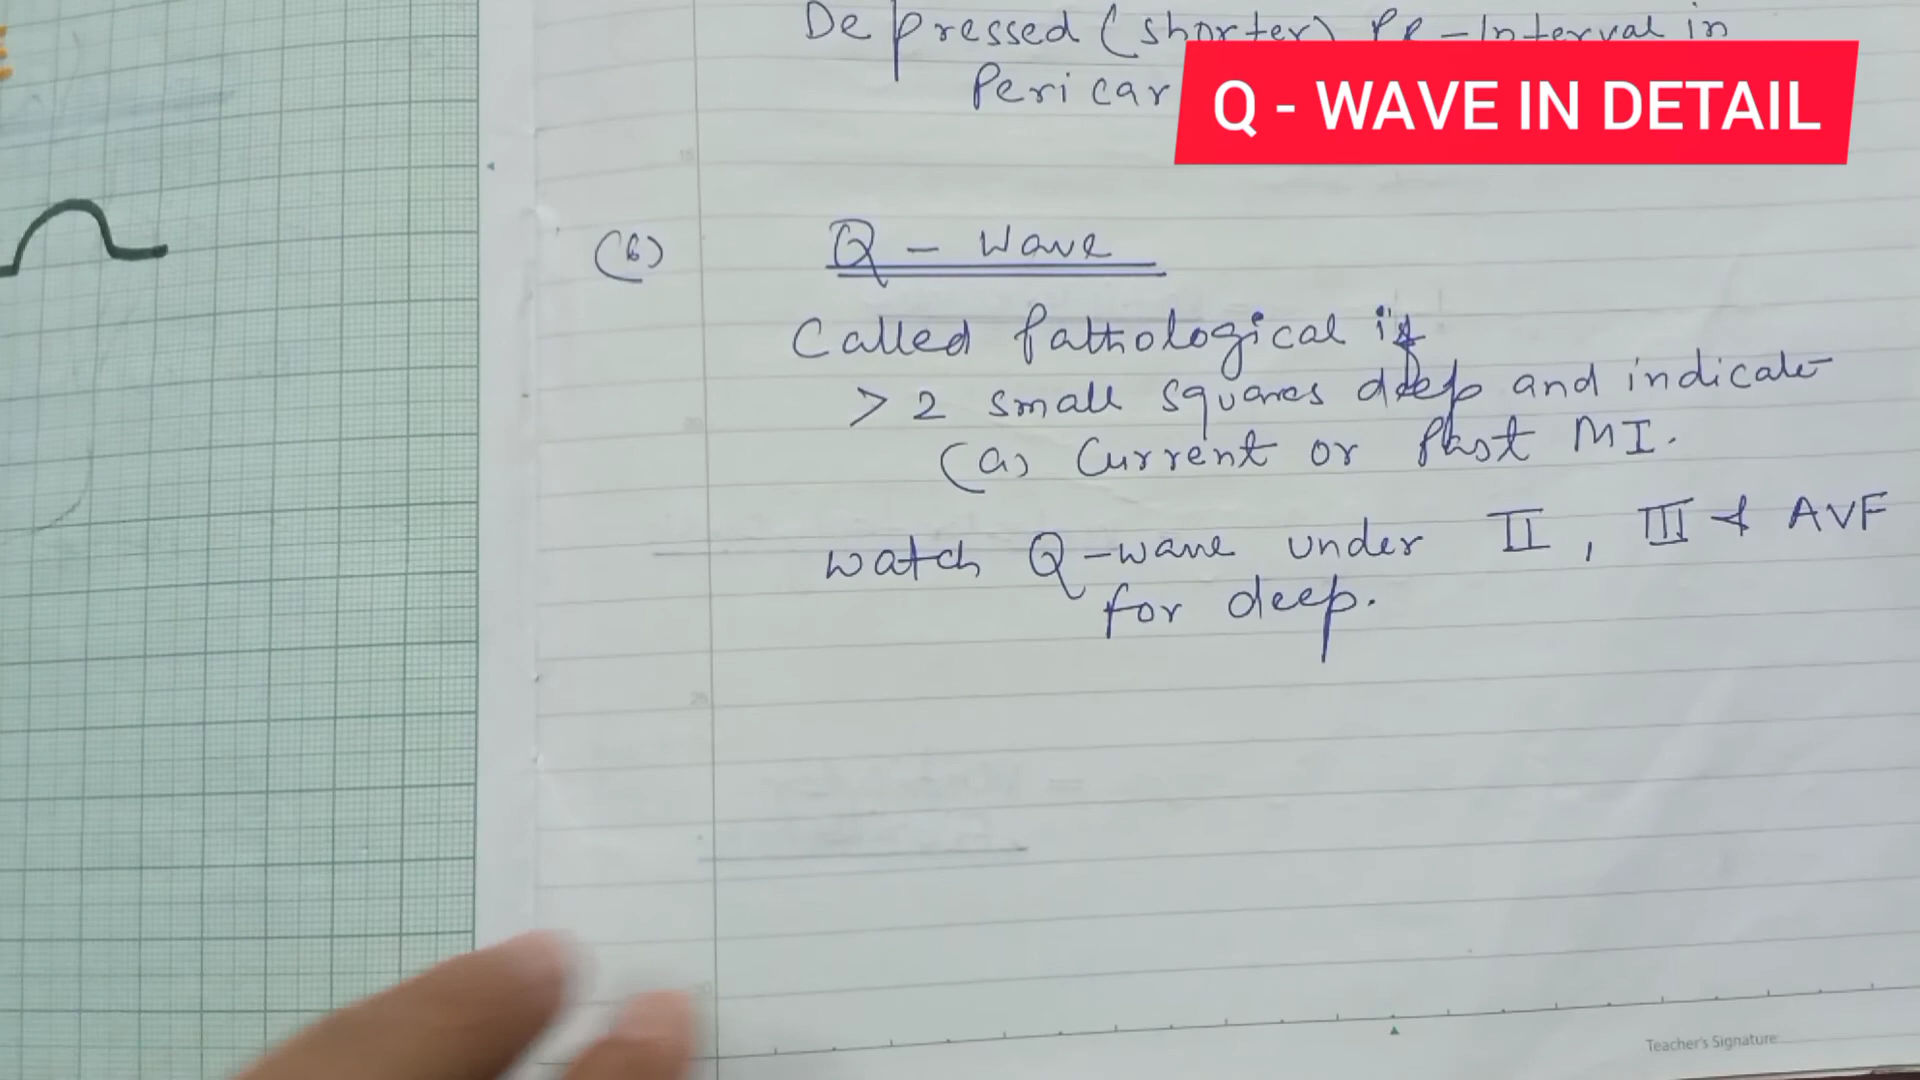 Depressed (shorter) PR-Interval in
Pericar
Q - WAVE IN DETAIL
(6) Q - Wave
Called Pathological if
> 2 small squares deep and indicate
(a) Current or Past MI.
watch Q-wave under II, III & AVF
for deep.
Teacher's Signature